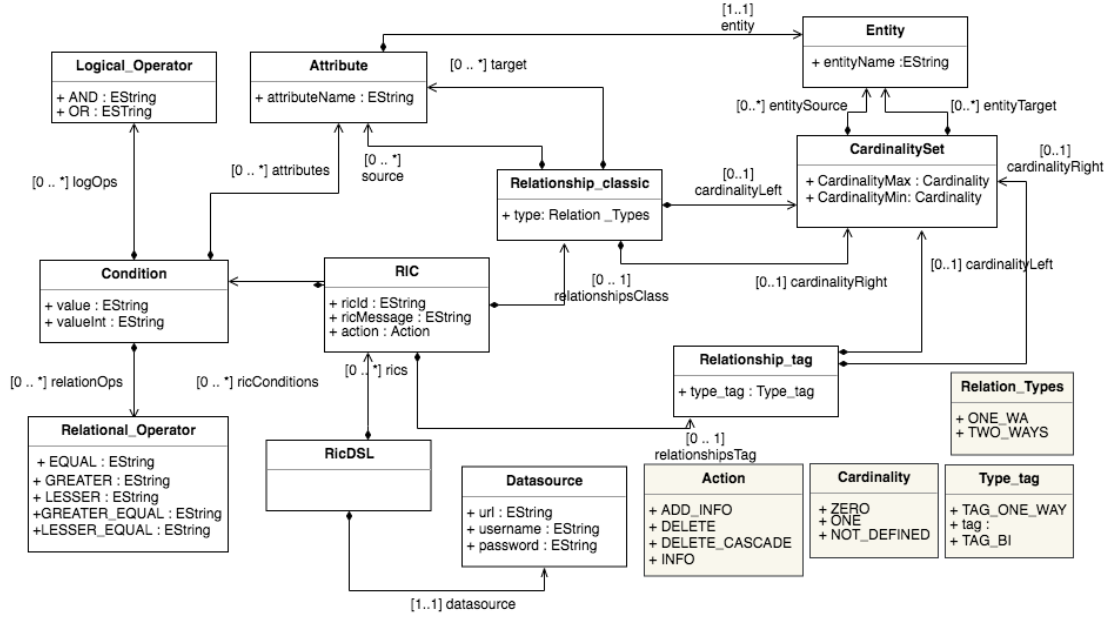 [1..1]
entity
Entity
+ entityName :EString
Logical_Operator
+ AND : EString
+ OR : ESTring
Attribute
+ attributeName : EString
[0 .. *] target
[0..*] entitySource
[0..*] entityTarget
CardinalitySet
+ CardinalityMax : Cardinality
+ CardinalityMin: Cardinality
[0..1]
cardinalityRight
[0 .. *] logOps
[0 .. *] attributes
[0 .. *]
source
Relationship_classic
+ type: Relation _Types
[0..1]
cardinalityLeft
Condition
+ value : EString
+ valueInt : EString
RIC
+ ricId : EString
+ ricMessage : EString
+ action : Action
[0 .. 1]
relationshipsClass
[0..1] cardinalityRight
[0..1] cardinalityLeft
[0 .. *] relationOps
[0 .. *] ricConditions
[0 .. *] rics
Relationship_tag
+ type_tag : Type_tag
Relation_Types
+ ONE_WA
+ TWO_WAYS
Relational_Operator
+ EQUAL : EString
+ GREATER : EString
+ LESSER : EString
+GREATER_EQUAL : EString
+LESSER_EQUAL : EString
RicDSL
[0 .. 1]
relationshipsTag
Datasource
+ url : EString
+ username : EString
+ password : EString
Action
+ ADD_INFO
+ DELETE
+ DELETE_CASCADE
+ INFO
Cardinality
+ ZERO
+ ONE
+ NOT_DEFINED
Type_tag
+ TAG_ONE_WAY
+ tag :
+ TAG_BI
[1..1] datasource